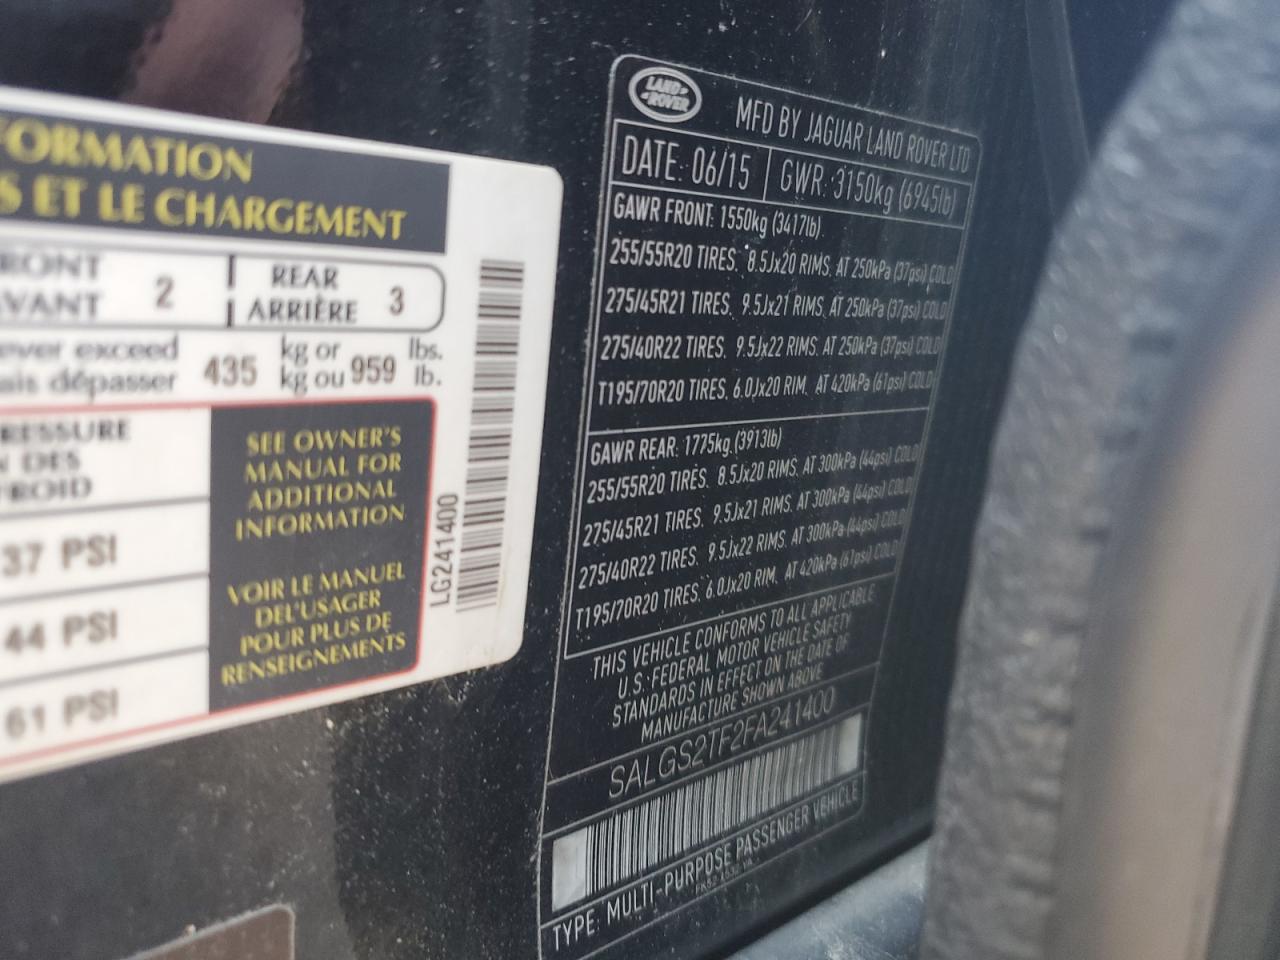 FORMATION
S ET LE CHARGEMENT
RONT
AVANT
2
REAR
ARRIÈRE
3
ever exceed
ais dépasser
435
kg or
kg ou
959
lbs.
lb.
RESSURE
N DES
FROID
37 PSI
44 PSI
61 PSI
SEE OWNER'S
MANUAL FOR
ADDITIONAL
INFORMATION
VOIR LE MANUEL
DEL'USAGER
POUR PLUS DE
RENSEIGNEMENTS
LG241400
LAND
ROVER
MFD BY JAGUAR LAND ROVER LTD
DATE: 06/15 GWR: 3150kg (6945lb)
GAWR FRONT: 1550kg (3417lb)
255/55R20 TIRES. 8.5Jx20 RIMS. AT 250kPa (37psi) COLD
275/45R21 TIRES. 9.5Jx21 RIMS. AT 250kPa (37psi) COLD
275/40R22 TIRES. 9.5Jx22 RIMS. AT 250kPa (37psi) COLD
T195/70R20 TIRES. 6.0Jx20 RIM. AT 420kPa (61psi) COLD
GAWR REAR: 1775kg (3913lb)
255/55R20 TIRES. 8.5Jx20 RIMS. AT 300kPa (44psi) COLD
275/45R21 TIRES. 9.5Jx21 RIMS. AT 300kPa (44psi) COLD
275/40R22 TIRES. 9.5Jx22 RIMS. AT 300kPa (44psi) COLD
T195/70R20 TIRES. 6.0Jx20 RIM. AT 420kPa (61psi) COLD
THIS VEHICLE CONFORMS TO ALL APPLICABLE
U.S. FEDERAL MOTOR VEHICLE SAFETY
STANDARDS IN EFFECT ON THE DATE OF
MANUFACTURE SHOWN ABOVE
SALGS2TF2FA241400
TYPE: MULTI-PURPOSE PASSENGER VEHICLE